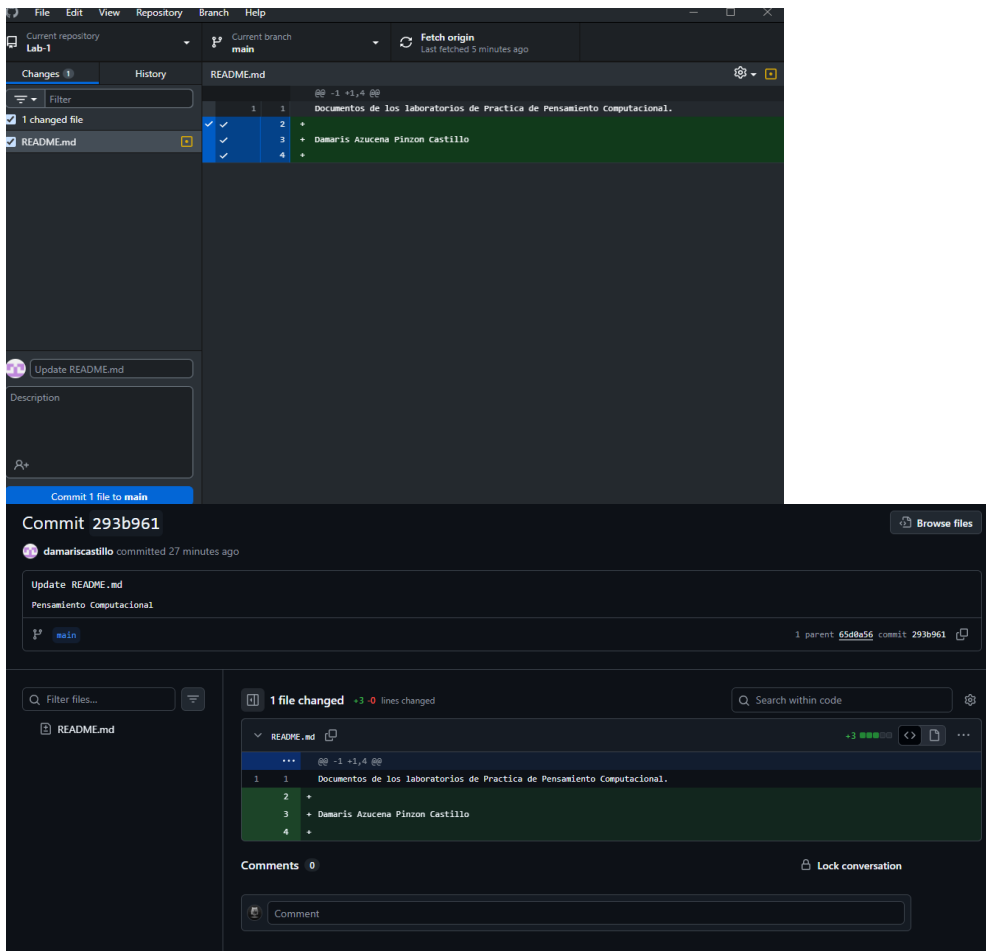 File Edit View Repository Branch Help
Current repository
Lab-1
Current branch
main
Fetch origin
Last fetched 5 minutes ago
Changes 1 History
README.md
Filter
1 changed file
README.md
@@ -1 +1,4 @@
1 1 Documentos de los laboratorios de Practica de Pensamiento Computacional.
2 +
3 + Damaris Azucena Pinzon Castillo
4 +
Update README.md
Description
Commit 1 file to main
Commit 293b961
Browse files
damariscastillo committed 27 minutes ago
Update README.md
Pensamiento Computacional
main
1 parent 65d0a56 commit 293b961
Filter files...
README.md
1 file changed +3 -0 lines changed
Search within code
README.md
+3
... @@ -1 +1,4 @@
1 1 Documentos de los laboratorios de Practica de Pensamiento Computacional.
2 +
3 + Damaris Azucena Pinzon Castillo
4 +
Comments 0
Lock conversation
Comment